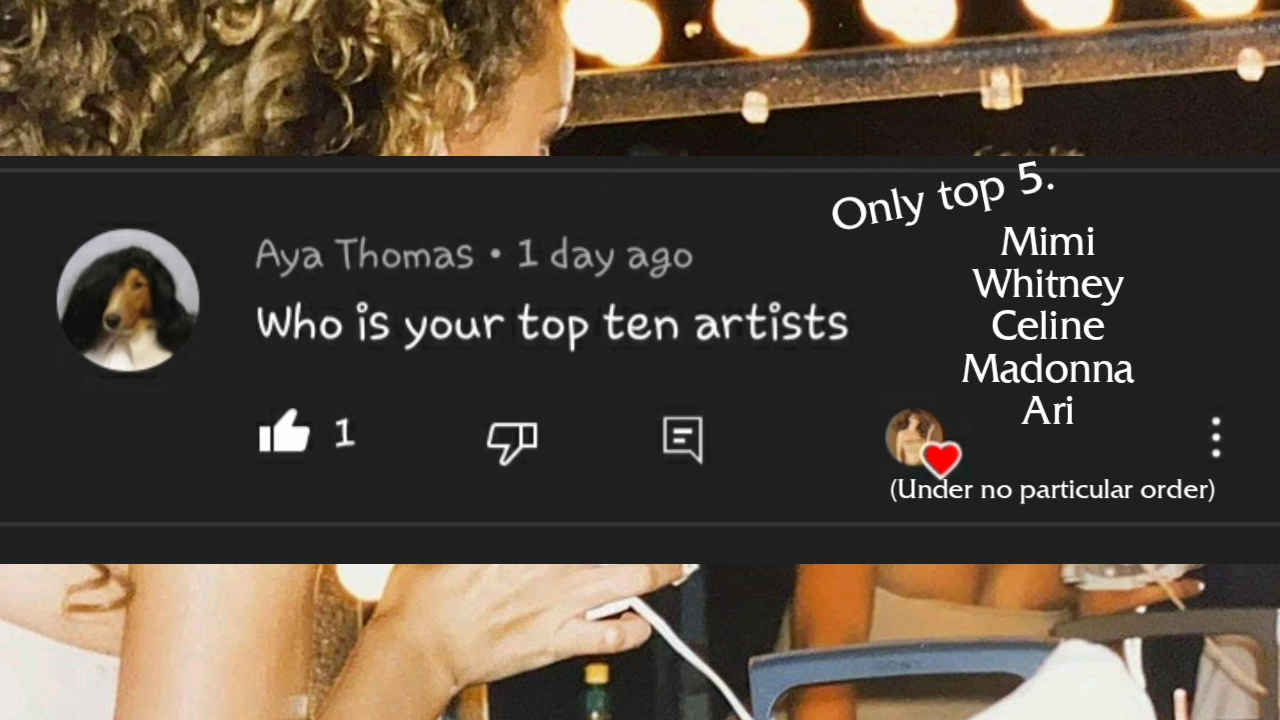 Only top 5.
Aya Thomas • 1 day ago
Who is your top ten artists
Mimi
Whitney
Celine
Madonna
Ari
1
(Under no particular order)
SONY